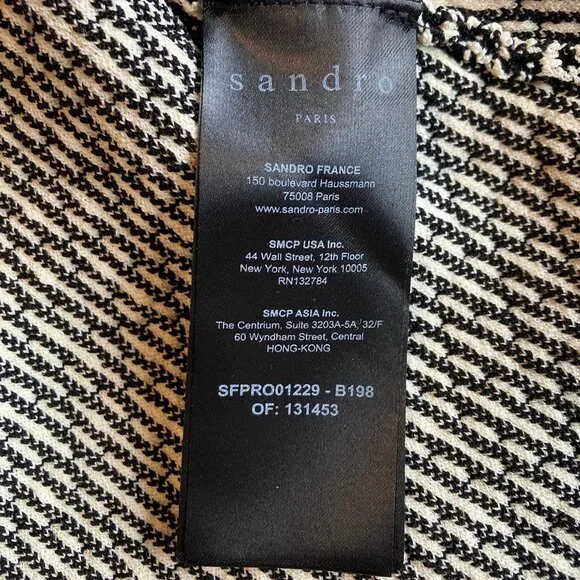 sandro
PARIS
SANDRO FRANCE
150 boulevard Haussmann
75008 Paris
www.sandro-paris.com
SMCP USA Inc.
44 Wall Street, 12th Floor
New York, New York 10005
RN132784
SMCP ASIA Inc.
The Centrium, Suite 3203A-5A, 32/F
60 Wyndham Street, Central
HONG-KONG
SFPRO01229 - B198
OF: 131453